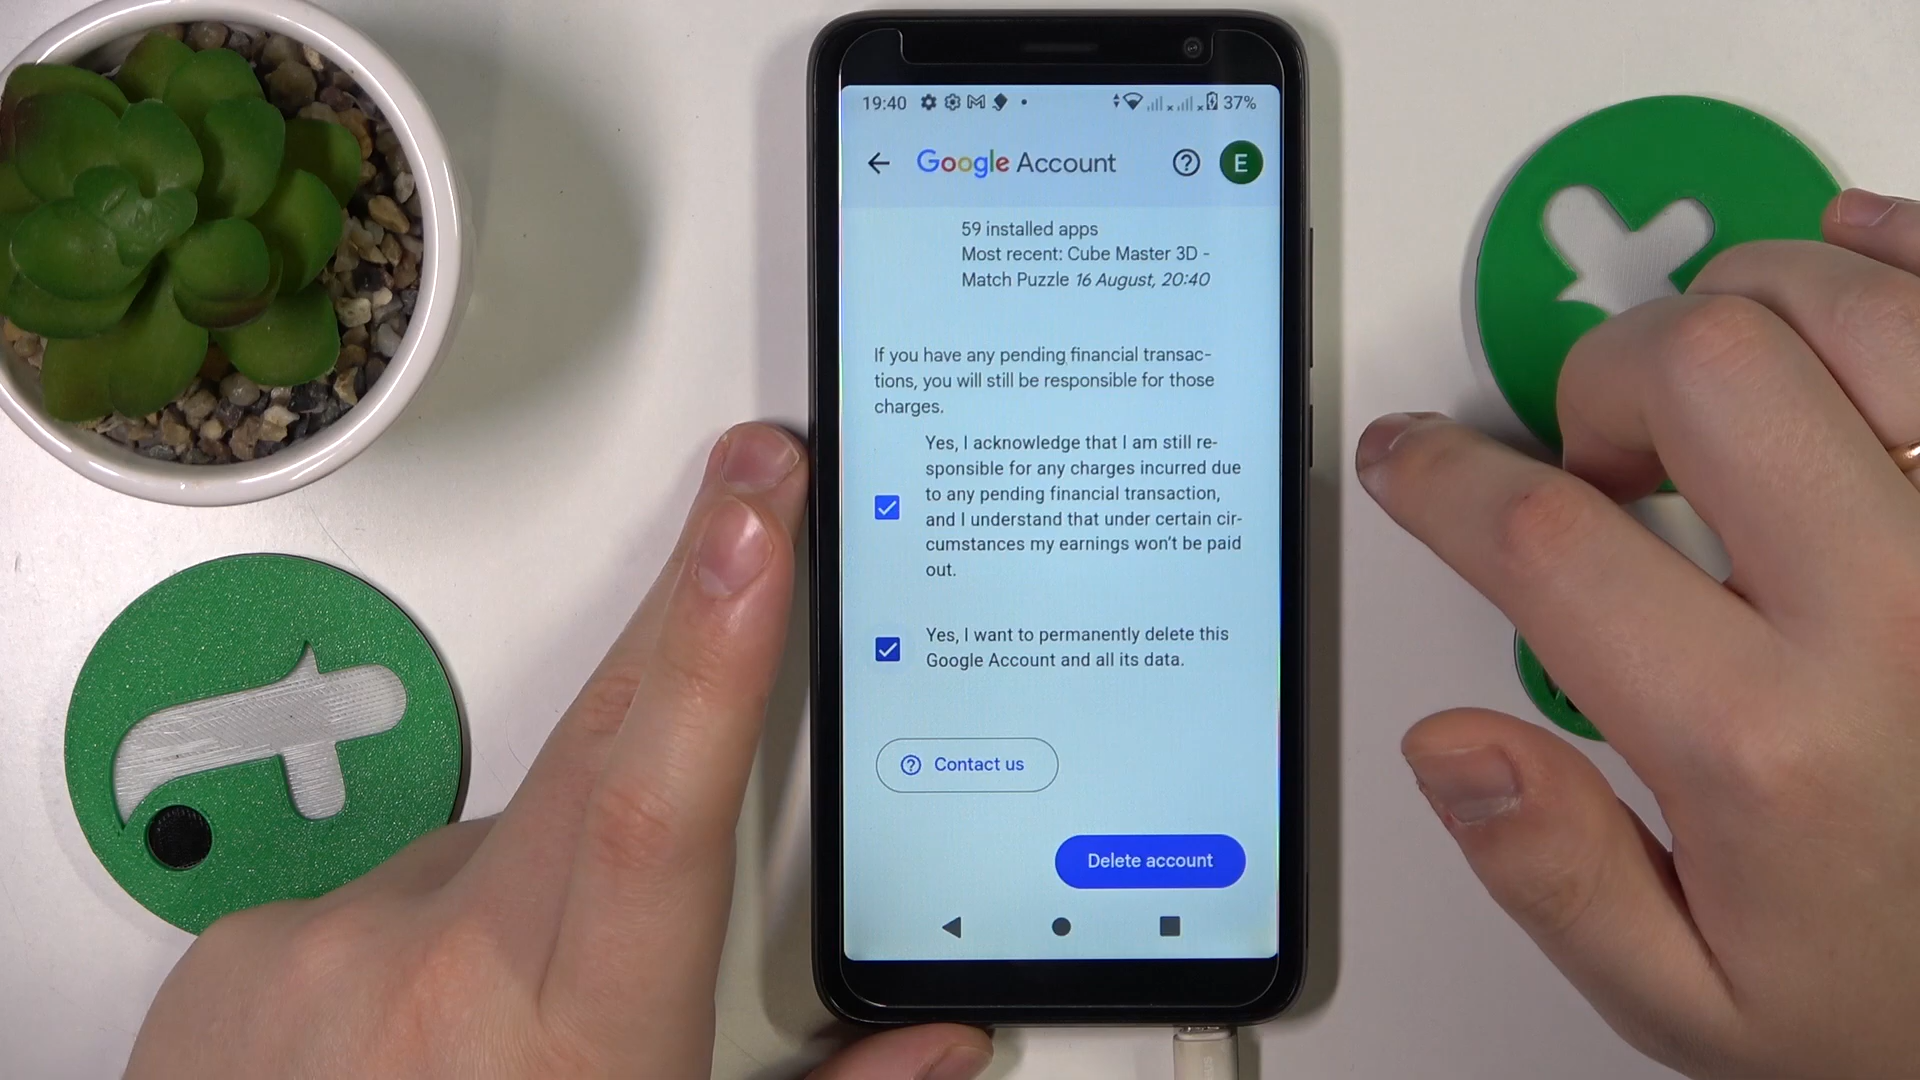 19:40 37%
Google Account E
59 installed apps
Most recent: Cube Master 3D -
Match Puzzle 16 August, 20:40
If you have any pending financial transac-
tions, you will still be responsible for those
charges.
Yes, I acknowledge that I am still re-
sponsible for any charges incurred due
to any pending financial transaction,
and I understand that under certain cir-
cumstances my earnings won't be paid
out.
Yes, I want to permanently delete this
Google Account and all its data.
Contact us
Delete account